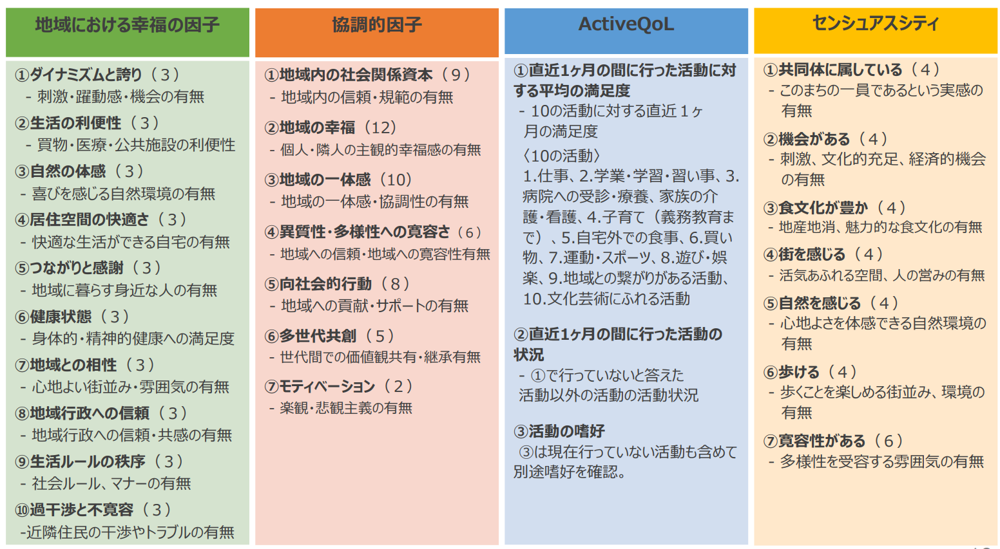 地域における幸福の因子
①ダイナミズムと誇り（３）
- 刺激・躍動感・機会の有無
②生活の利便性（３）
- 買物・医療・公共施設の利便性
③自然の体感（３）
- 喜びを感じる自然環境の有無
④居住空間の快適さ（３）
- 快適な生活ができる自宅の有無
⑤つながりと感謝（３）
- 地域に暮らす身近な人の有無
⑥健康状態（３）
- 身体的・精神的健康への満足度
⑦地域との相性（３）
- 心地よい街並み・雰囲気の有無
⑧地域行政への信頼（３）
- 地域行政への信頼・共感の有無
⑨生活ルールの秩序（３）
- 社会ルール、マナーの有無
⑩過干渉と不寛容（３）
-近隣住民の干渉やトラブルの有無
協調的因子
①地域内の社会関係資本（９）
- 地域内の信頼・規範の有無
②地域の幸福（12）
- 個人・隣人の主観的幸福感の有無
③地域の一体感（10）
- 地域の一体感・協調性の有無
④異質性・多様性への寛容さ（６）
- 地域への信頼・地域への寛容性有無
⑤向社会的行動（８）
- 地域への貢献・サポートの有無
⑥多世代共創（５）
- 世代間での価値観共有・継承有無
⑦モティベーション（２）
- 楽観・悲観主義の有無
ActiveQoL
①直近1ヶ月の間に行った活動に対
する平均の満足度
- 10の活動に対する直近１ヶ
月の満足度
〈10の活動〉
1.仕事、2.学業・学習・習い事、3.
病院への受診・療養、家族の介
護・看護、4.子育て（義務教育ま
で）、5.自宅外での食事、6.買い
物、7.運動・スポーツ、8.遊び・娯
楽、9.地域との繋がりがある活動、
10.文化芸術にふれる活動
②直近1ヶ月の間に行った活動の
状況
- ①で行っていないと答えた
活動以外の活動の活動状況
③活動の嗜好
③は現在行っていない活動も含めて
別途嗜好を確認。
センシュアスシティ
①共同体に属している（４）
- このまちの一員であるという実感の
有無
②機会がある（４）
- 刺激、文化的充足、経済的機会
の有無
③食文化が豊か（４）
- 地産地消、魅力的な食文化の有無
④街を感じる（４）
- 活気あふれる空間、人の営みの有無
⑤自然を感じる（４）
- 心地よさを体感できる自然環境の
有無
⑥歩ける（４）
- 歩くことを楽しめる街並み、環境の
有無
⑦寛容性がある（６）
- 多様性を受容する雰囲気の有無